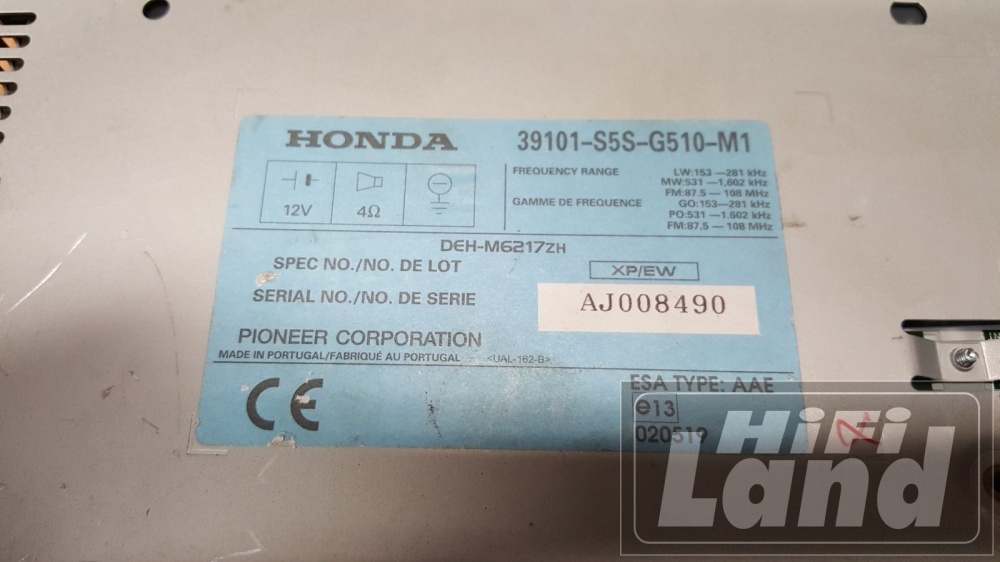 HONDA 39101-S5S-G510-M1
12V 4Ω
FREQUENCY RANGE LW:153—281 kHz
MW:531—1,602 kHz
FM:87.5—108 MHz
GAMME DE FREQUENCE GO:153—281 kHz
PO:531—1,602 kHz
FM:87.5—108 MHz
DEH-M6217ZH
SPEC NO./NO. DE LOT XP/EW
SERIAL NO./NO. DE SERIE AJ008490
PIONEER CORPORATION
MADE IN PORTUGAL/FABRIQUÉ AU PORTUGAL <UAL-162-B>
CE
ESA TYPE: AAE
e13
020519
HiFi
Land